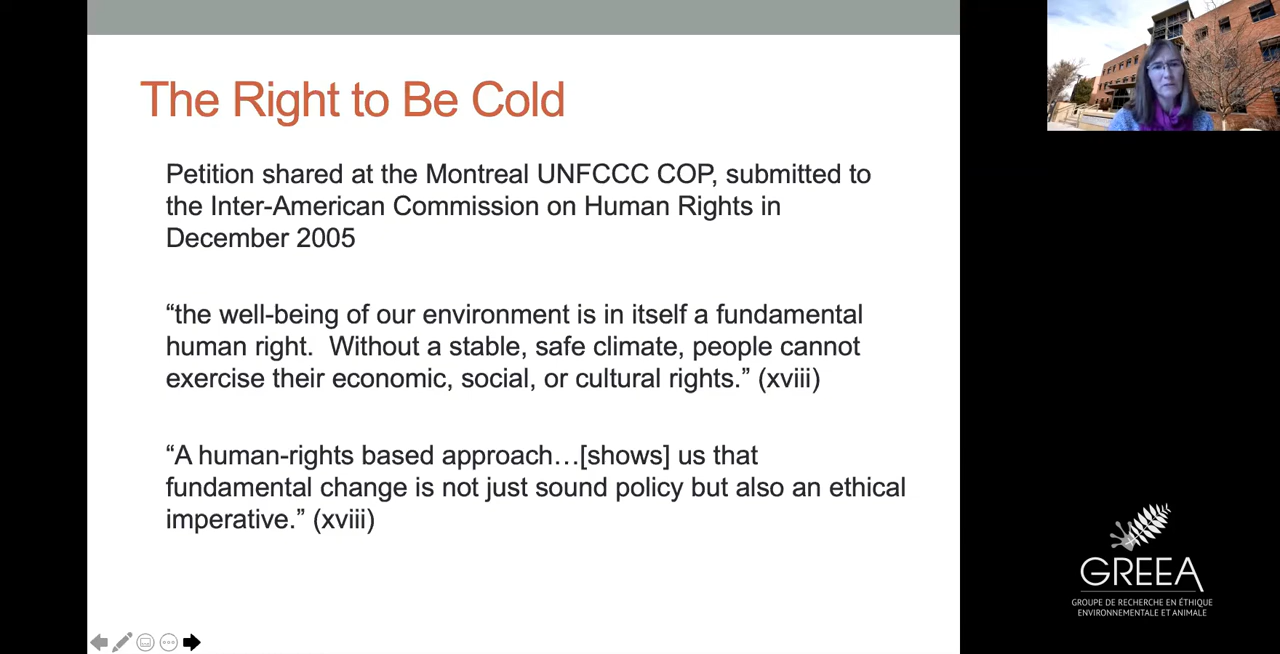 The Right to Be Cold
Petition shared at the Montreal UNFCCC COP, submitted to
the Inter-American Commission on Human Rights in
December 2005
“the well-being of our environment is in itself a fundamental
human right.  Without a stable, safe climate, people cannot
exercise their economic, social, or cultural rights.” (xviii)
“A human-rights based approach…[shows] us that
fundamental change is not just sound policy but also an ethical
imperative.” (xviii)
GREEA
GROUPE DE RECHERCHE EN ÉTHIQUE
ENVIRONNEMENTALE ET ANIMALE